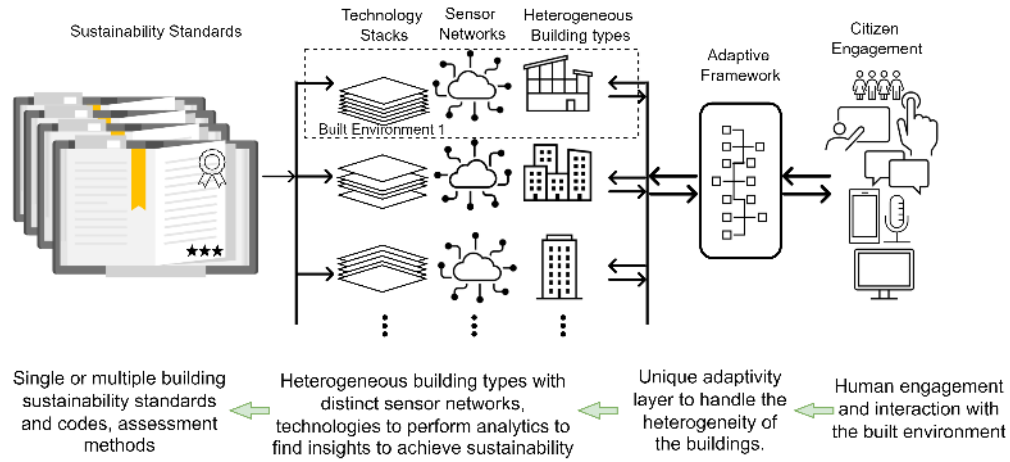 Sustainability Standards
Technology
Stacks
Sensor
Networks
Heterogeneous
Building types
Adaptive
Framework
Citizen
Engagement
Built Environment 1
Single or multiple building
sustainability standards
and codes, assessment
methods
Heterogeneous building types with
distinct sensor networks,
technologies to perform analytics to
find insights to achieve sustainability
Unique adaptivity
layer to handle the
heterogeneity of
the buildings.
Human engagement
and interaction with
the built environment